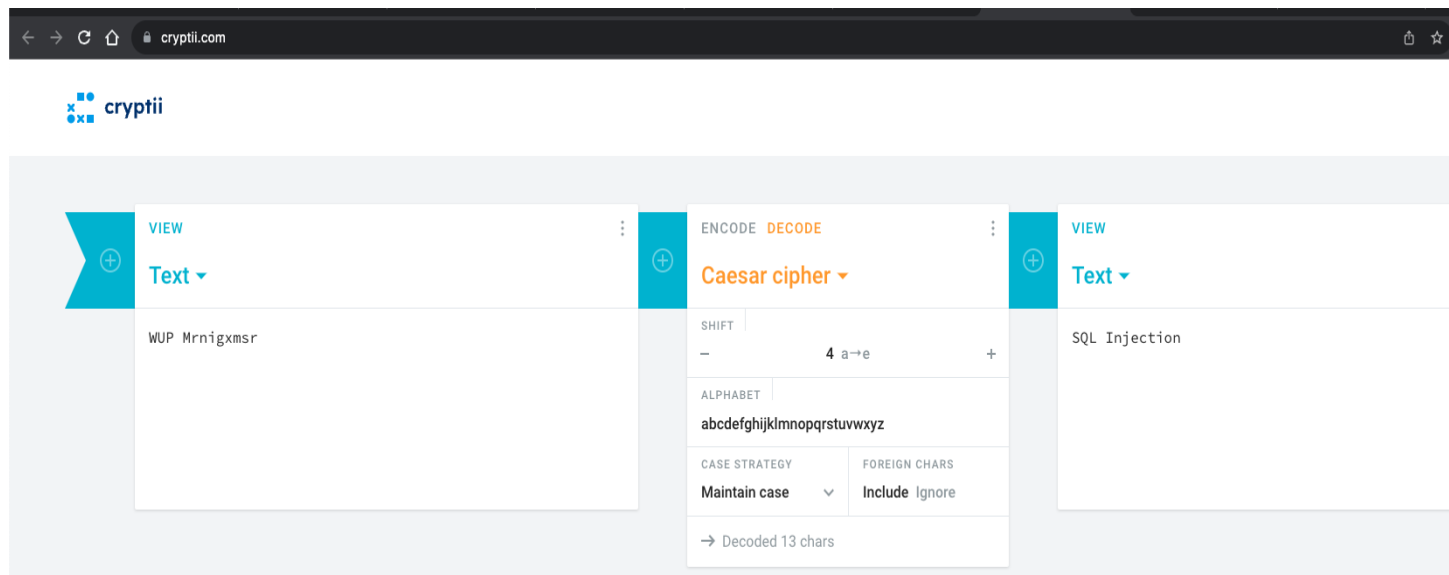 cryptii.com
cryptii
VIEW
Text
WUP Mrnigxmsr
ENCODE DECODE
Caesar cipher
SHIFT
− 4 a→e +
ALPHABET
abcdefghijklmnopqrstuvwxyz
CASE STRATEGY
Maintain case
FOREIGN CHARS
Include Ignore
→ Decoded 13 chars
VIEW
Text
SQL Injection